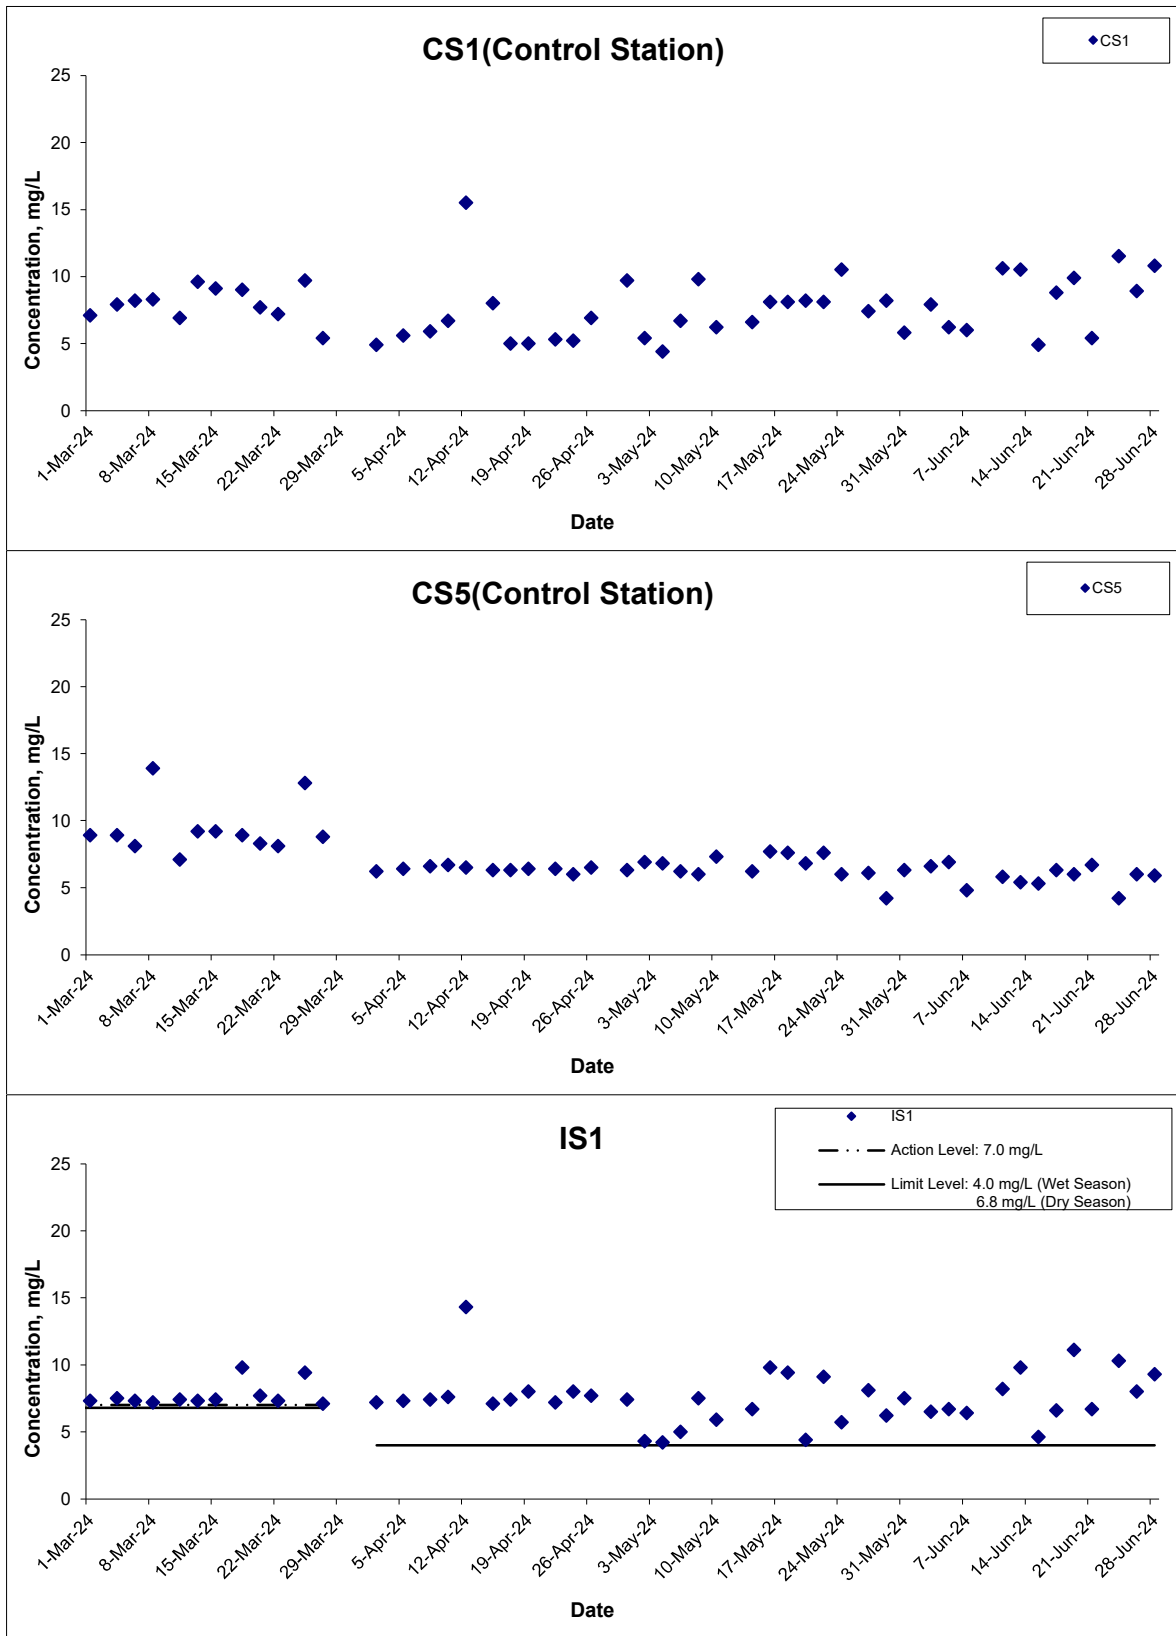 CS1(Control Station)
CS1
Concentration, mg/L
25
20
15
10
5
0
1-Mar-24
8-Mar-24
15-Mar-24
22-Mar-24
29-Mar-24
5-Apr-24
12-Apr-24
19-Apr-24
26-Apr-24
3-May-24
10-May-24
17-May-24
24-May-24
31-May-24
7-Jun-24
14-Jun-24
21-Jun-24
28-Jun-24
Date
CS5(Control Station)
CS5
Concentration, mg/L
25
20
15
10
5
0
1-Mar-24
8-Mar-24
15-Mar-24
22-Mar-24
29-Mar-24
5-Apr-24
12-Apr-24
19-Apr-24
26-Apr-24
3-May-24
10-May-24
17-May-24
24-May-24
31-May-24
7-Jun-24
14-Jun-24
21-Jun-24
28-Jun-24
Date
IS1
IS1
Action Level: 7.0 mg/L
Limit Level: 4.0 mg/L (Wet Season)
6.8 mg/L (Dry Season)
Concentration, mg/L
25
20
15
10
5
0
1-Mar-24
8-Mar-24
15-Mar-24
22-Mar-24
29-Mar-24
5-Apr-24
12-Apr-24
19-Apr-24
26-Apr-24
3-May-24
10-May-24
17-May-24
24-May-24
31-May-24
7-Jun-24
14-Jun-24
21-Jun-24
28-Jun-24
Date